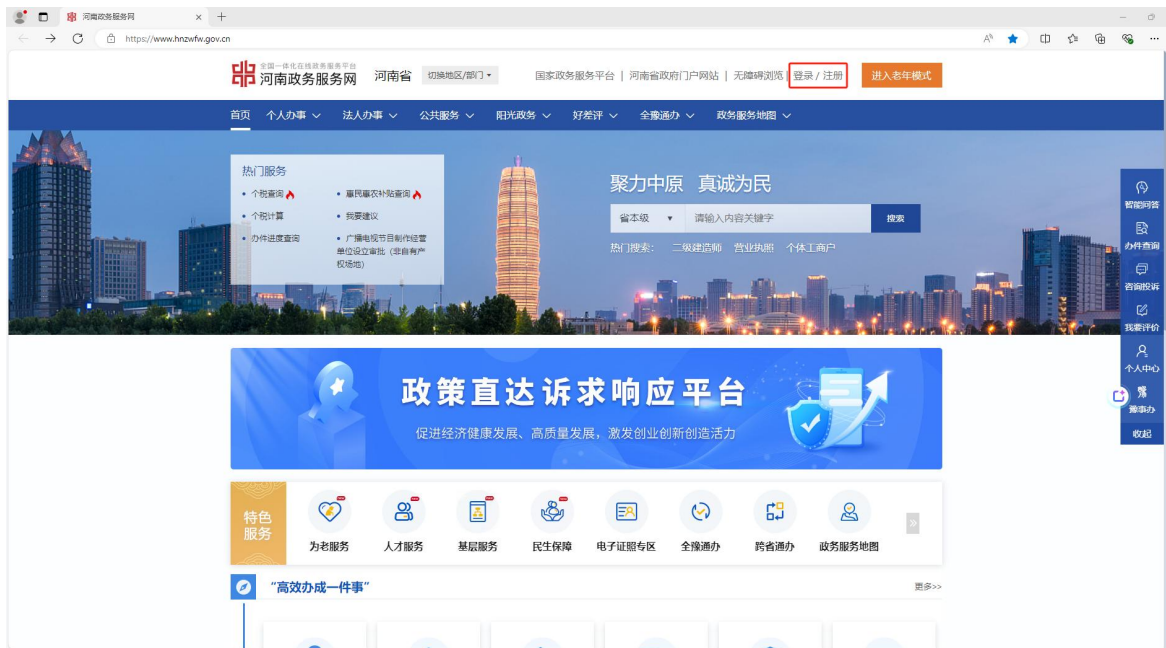 河南政务服务网
https://www.hnzwfw.gov.cn
全国一体化在线政务服务平台
河南政务服务网
河南省
切换地区/部门
国家政务服务平台 | 河南省政府门户网站 | 无障碍浏览 | 登录 / 注册
进入老年模式
首页 个人办事 法人办事 公共服务 阳光政务 好差评 全豫通办 政务服务地图
热门服务
• 个税查询 • 惠民惠农补贴查询
• 个税计算 • 我要建议
• 办件进度查询 • 广播电视节目制作经营
单位设立审批（非自有产
权场地）
聚力中原 真诚为民
省本级 请输入内容关键字 搜索
热门搜索： 二级建造师 营业执照 个体工商户
智能问答
办件查询
咨询投诉
我要评价
个人中心
豫事办
收起
政策直达诉求响应平台
促进经济健康发展、高质量发展，激发创业创新创造活力
特色
服务
为老服务 人才服务 基层服务 民生保障 电子证照专区 全豫通办 跨省通办 政务服务地图
“高效办成一件事”
更多>>